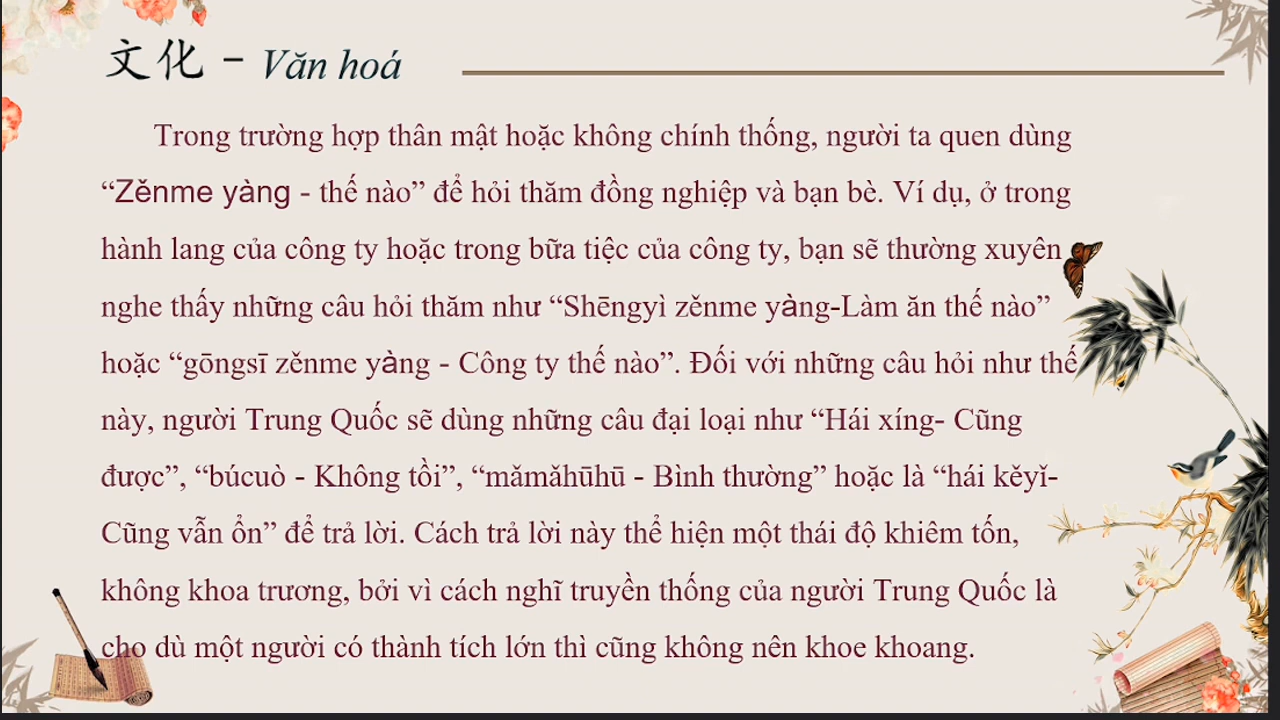 文化 - Văn hoá
Trong trường hợp thân mật hoặc không chính thống, người ta quen dùng
“Zěnme yàng - thế nào” để hỏi thăm đồng nghiệp và bạn bè. Ví dụ, ở trong
hành lang của công ty hoặc trong bữa tiệc của công ty, bạn sẽ thường xuyên
nghe thấy những câu hỏi thăm như “Shēngyì zěnme yàng-Làm ăn thế nào”
hoặc “gōngsī zěnme yàng - Công ty thế nào”. Đối với những câu hỏi như thế
này, người Trung Quốc sẽ dùng những câu đại loại như “Hái xíng- Cũng
được”, “búcuò - Không tồi”, “mǎmǎhūhū - Bình thường” hoặc là “hái kěyǐ-
Cũng vẫn ổn” để trả lời. Cách trả lời này thể hiện một thái độ khiêm tốn,
không khoa trương, bởi vì cách nghĩ truyền thống của người Trung Quốc là
cho dù một người có thành tích lớn thì cũng không nên khoe khoang.